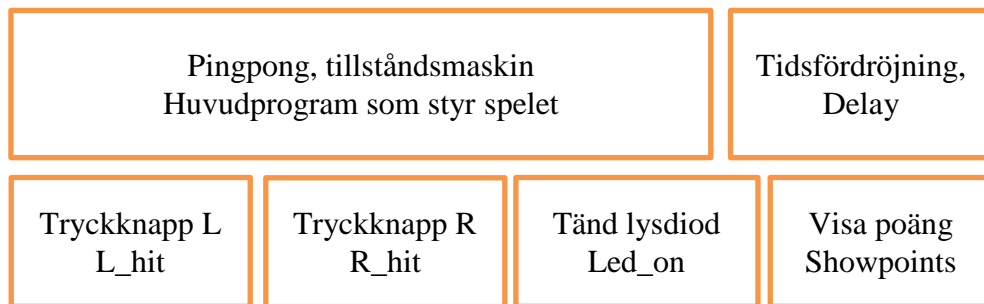 Pingpong, tillståndsmaskin
Huvudprogram som styr spelet
Tidsfördröjning,
Delay
Tryckknapp L
L_hit
Tryckknapp R
R_hit
Tänd lysdiod
Led_on
Visa poäng
Showpoints